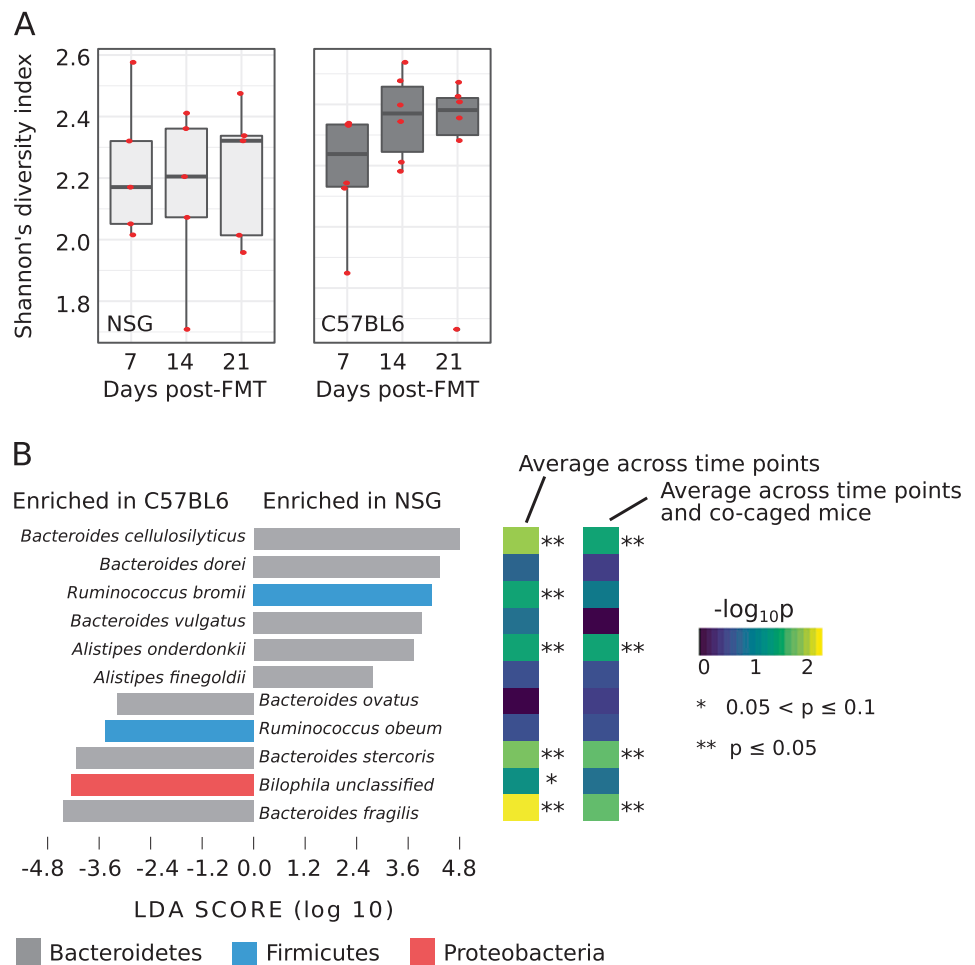 A
Shannon's diversity index
2.6
2.4
2.2
2.0
1.8
NSG
C57BL6
7 14 21
7 14 21
Days post-FMT
Days post-FMT
B
Average across time points
Average across time points
and co-caged mice
Enriched in C57BL6
Enriched in NSG
Bacteroides cellulosilyticus
Bacteroides dorei
Ruminococcus bromii
Bacteroides vulgatus
Alistipes onderdonkii
Alistipes finegoldii
Bacteroides ovatus
Ruminococcus obeum
Bacteroides stercoris
Bilophila unclassified
Bacteroides fragilis
** **
**
** **
** **
*
** **
-log10p
0 1 2
* 0.05 < p ≤ 0.1
** p ≤ 0.05
-4.8 -3.6 -2.4 -1.2 0.0 1.2 2.4 3.6 4.8
LDA SCORE (log 10)
Bacteroidetes
Firmicutes
Proteobacteria